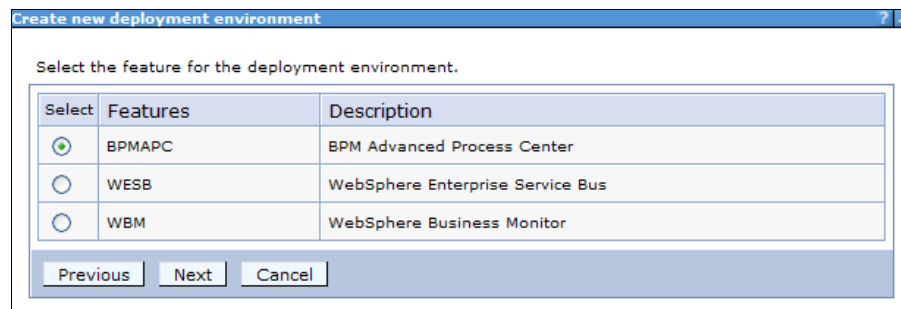 Create new deployment environment ?
Select the feature for the deployment environment.
Select Features Description
BPMAPC BPM Advanced Process Center
WESB WebSphere Enterprise Service Bus
WBM WebSphere Business Monitor
Previous Next Cancel